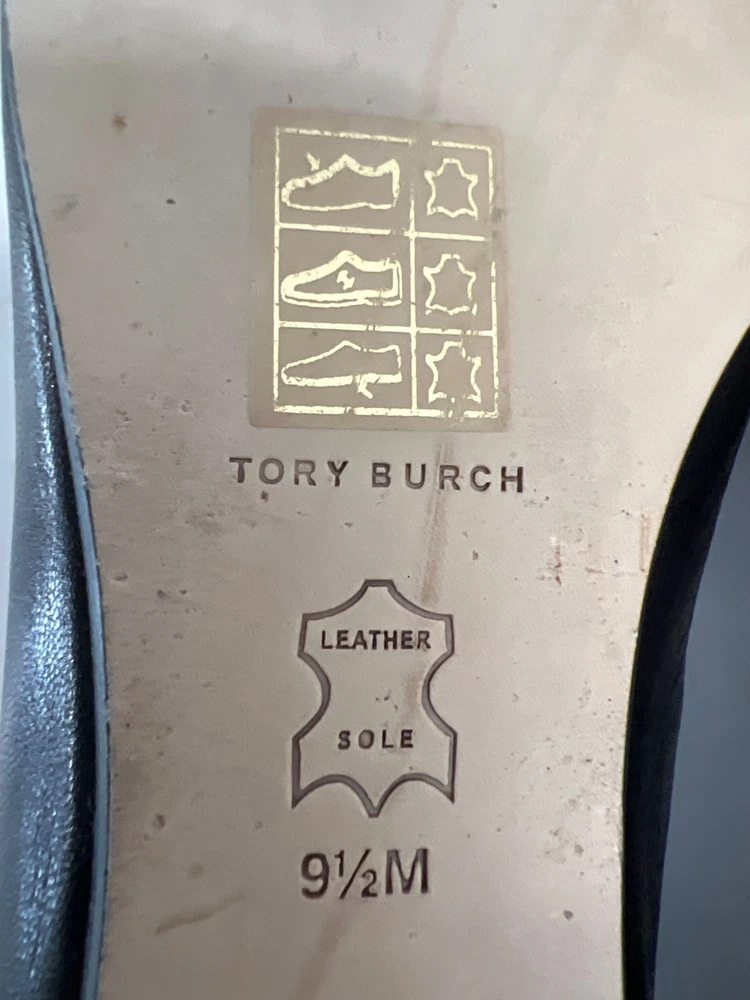 TORY BURCH
LEATHER
SOLE
9½M